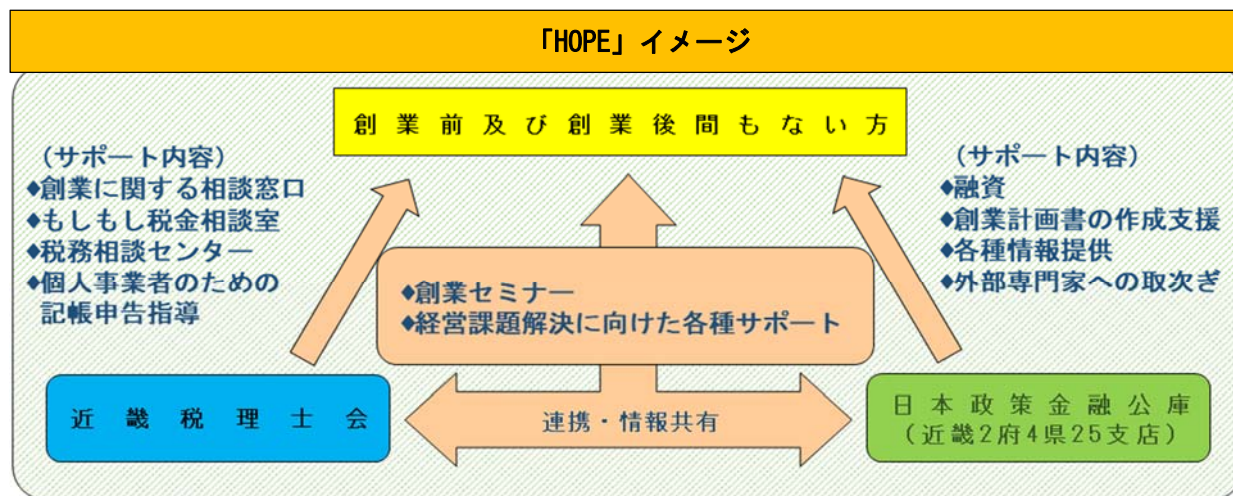 「HOPE」イメージ
創業前及び創業後間もない方
（サポート内容）
◆創業に関する相談窓口
◆もしもし税金相談室
◆税務相談センター
◆個人事業者のための
記帳申告指導
（サポート内容）
◆融資
◆創業計画書の作成支援
◆各種情報提供
◆外部専門家への取次ぎ
◆創業セミナー
◆経営課題解決に向けた各種サポート
近畿税理士会
連携・情報共有
日本政策金融公庫
（近畿2府4県25支店）